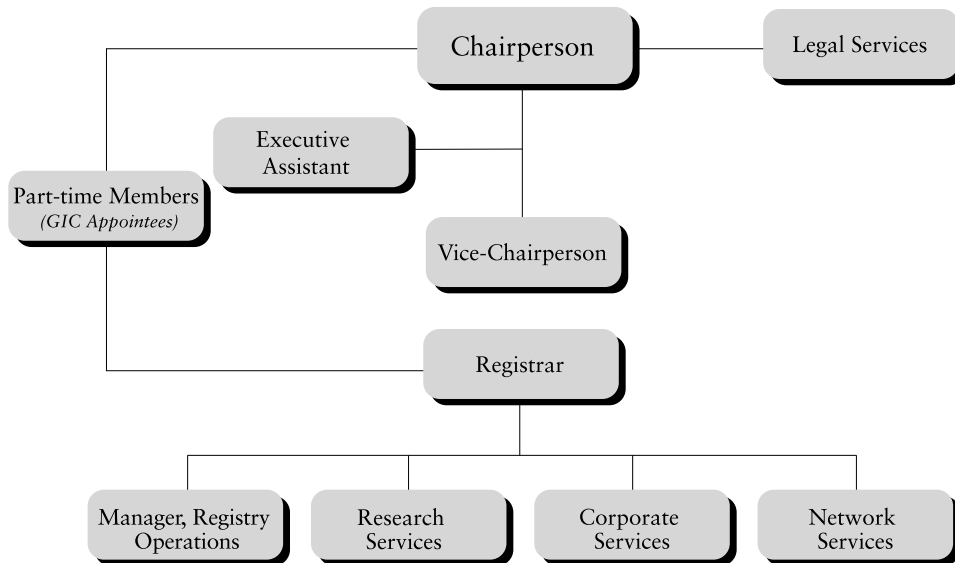 Chairperson
Legal Services
Executive
Assistant
Part-time Members
(GIC Appointees)
Vice-Chairperson
Registrar
Manager, Registry
Operations
Research
Services
Corporate
Services
Network
Services